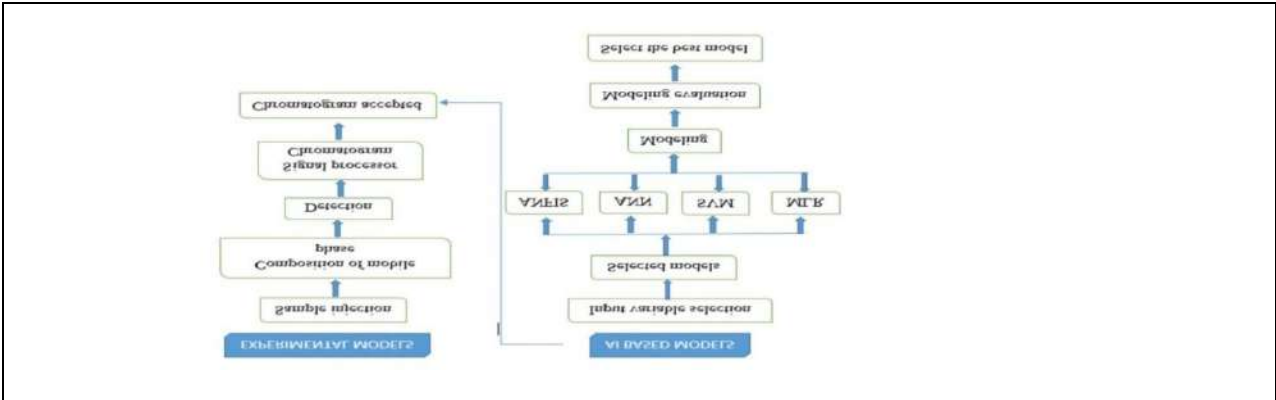 EXPERIMENTAL MODELS
Sample injection
Composition of mobile
phase
Detection
Signal processor
Chromatogram
Chromatogram accepted
AI BASED MODELS
Input variable selection
Selected models
ANFIS
ANN
SVM
MLR
Modeling
Modeling evaluation
Select the best model